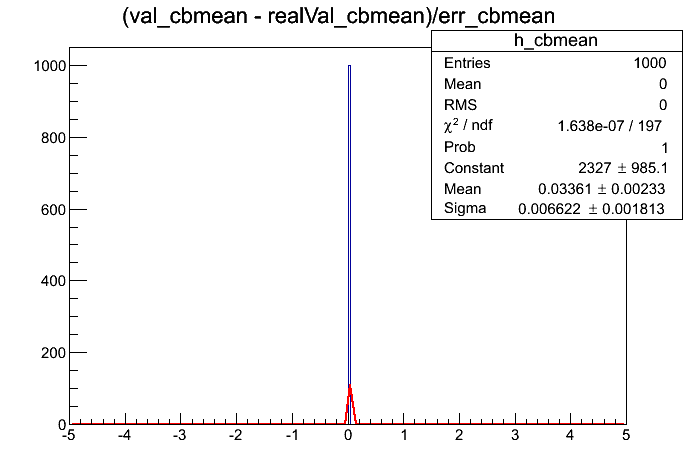 (val_cbmean - realVal_cbmean)/err_cbmean
h_cbmean
Entries 1000
Mean 0
RMS 0
χ² / ndf 1.638e-07 / 197
Prob 1
Constant 2327 ± 985.1
Mean 0.03361 ± 0.00233
Sigma 0.006622 ± 0.001813
1000
800
600
400
200
0
-5 -4 -3 -2 -1 0 1 2 3 4 5